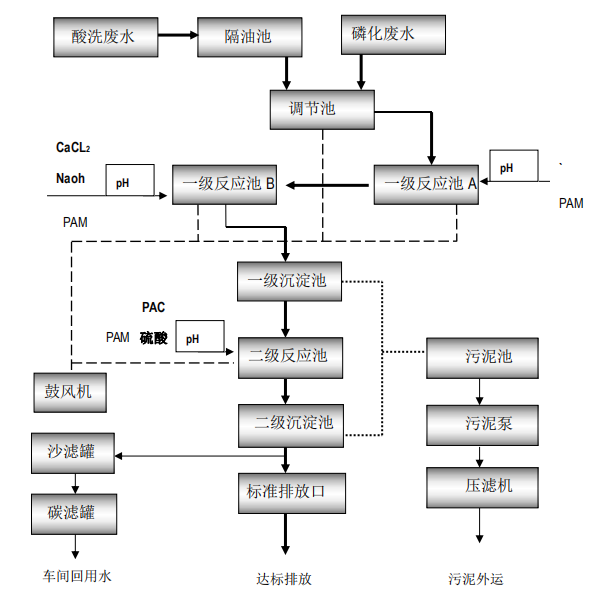 酸洗废水
隔油池
磷化废水
调节池
CaCL2
Naoh
pH
一级反应池 B
一级反应池 A
pH
`
PAM
PAM
一级沉淀池
PAC
PAM 硫酸
pH
二级反应池
污泥池
鼓风机
二级沉淀池
污泥泵
沙滤罐
标准排放口
压滤机
碳滤罐
车间回用水
达标排放
污泥外运